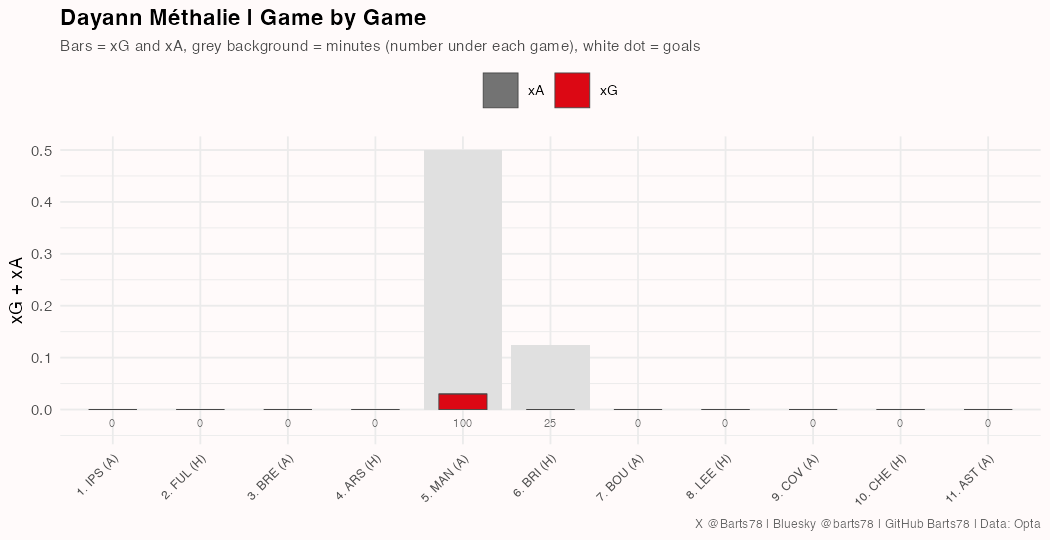 Dayann Méthalie | Game by Game
Bars = xG and xA, grey background = minutes (number under each game), white dot = goals
xA xG
xG + xA
0.5
0.4
0.3
0.2
0.1
0.0
0 0 0 0 100 25 0 0 0 0 0
1. IPS (A) 2. FUL (H) 3. BRE (A) 4. ARS (H) 5. MAN (A) 6. BRI (H) 7. BOU (A) 8. LEE (H) 9. COV (A) 10. CHE (H) 11. AST (A)
X @Barts78 | Bluesky @barts78 | GitHub Barts78 | Data: Opta